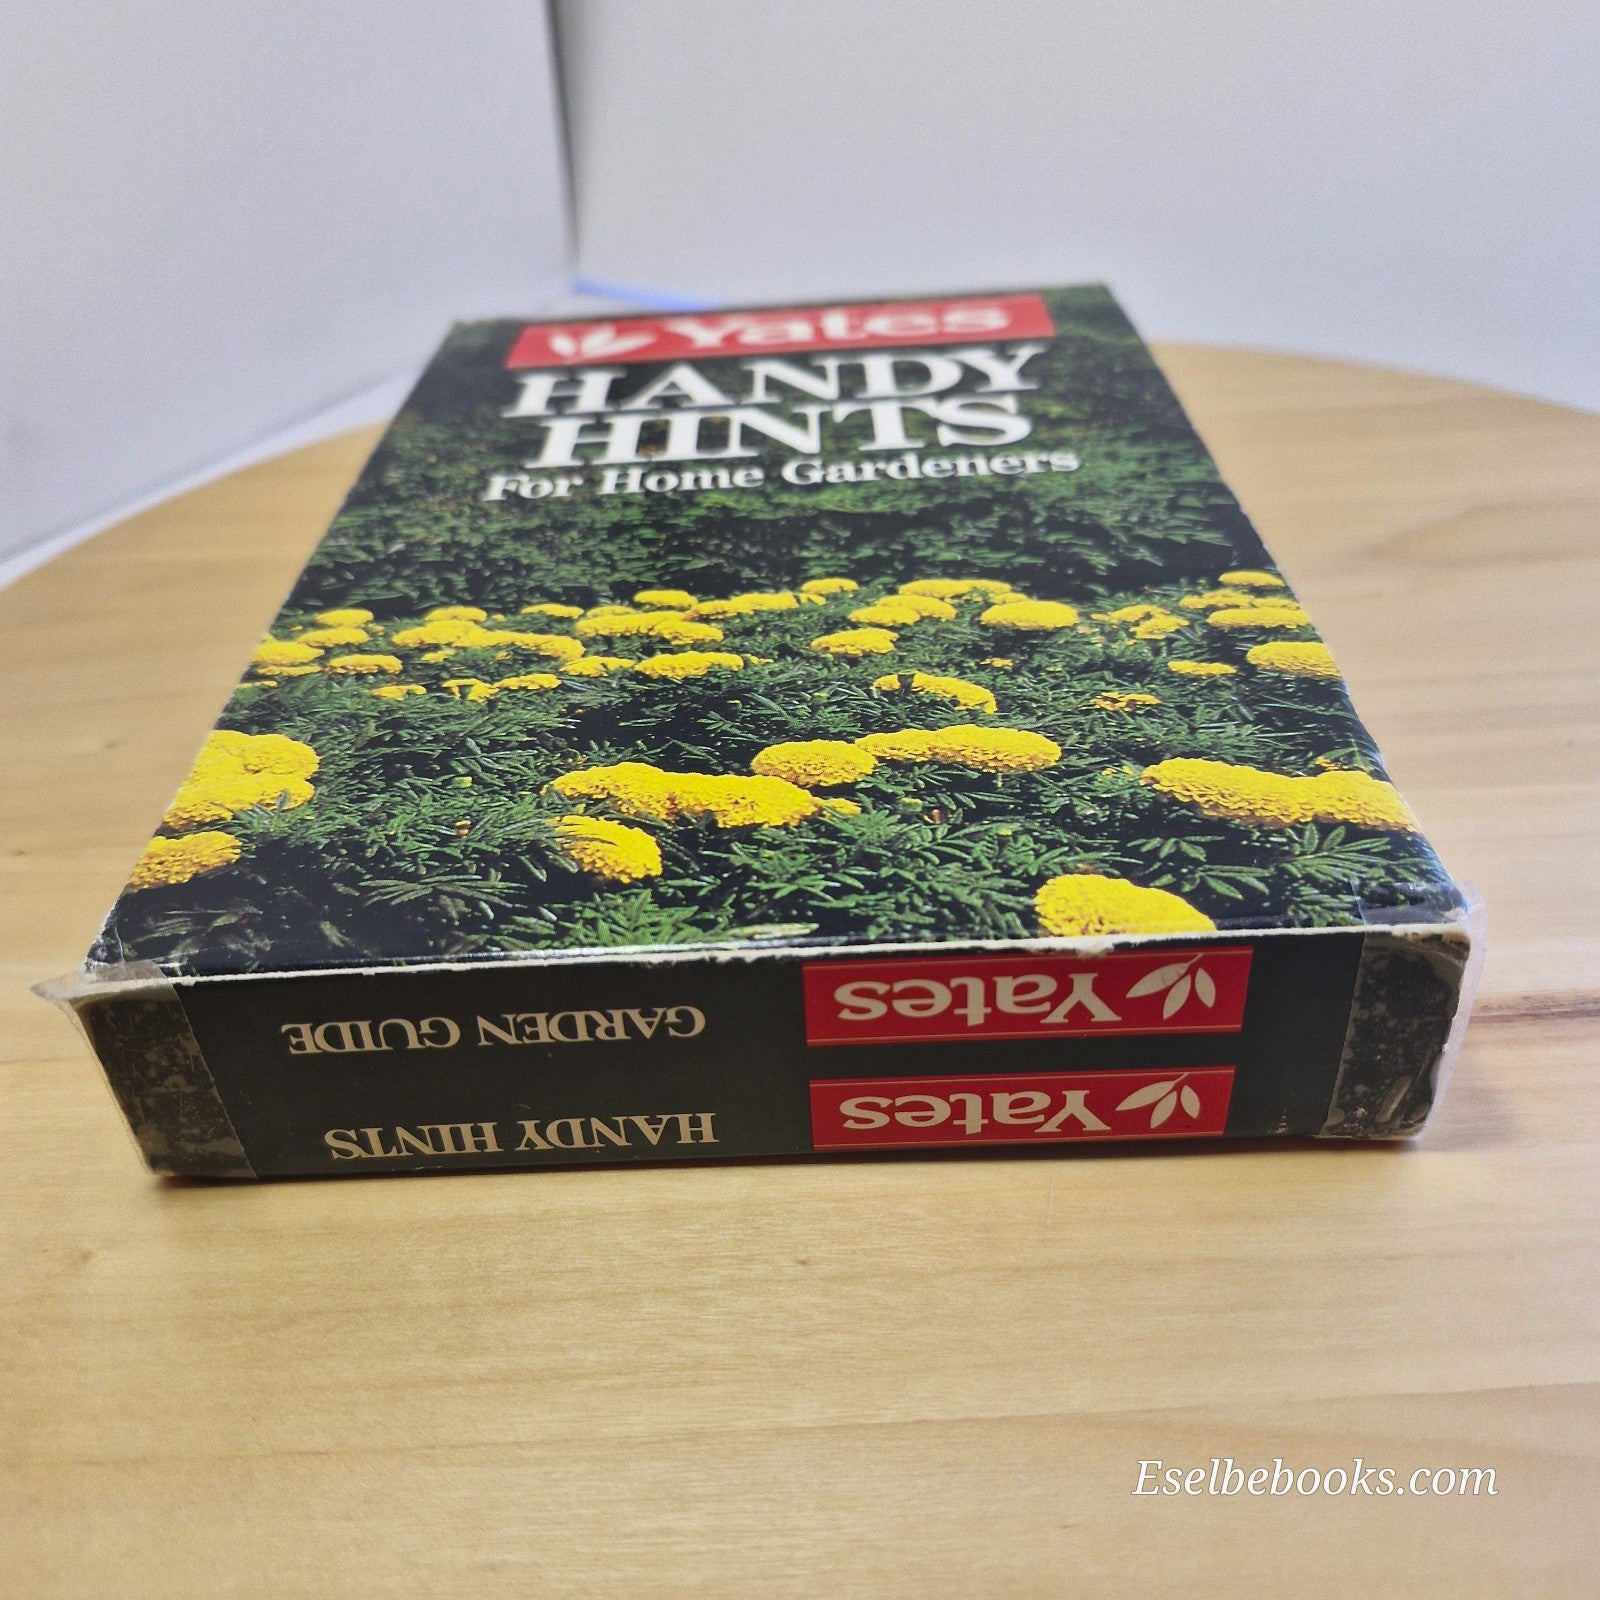 Yates
HANDY
HINTS
For Home Gardeners
Yates GARDEN GUIDE
Yates HANDY HINTS
Eselbebooks.com